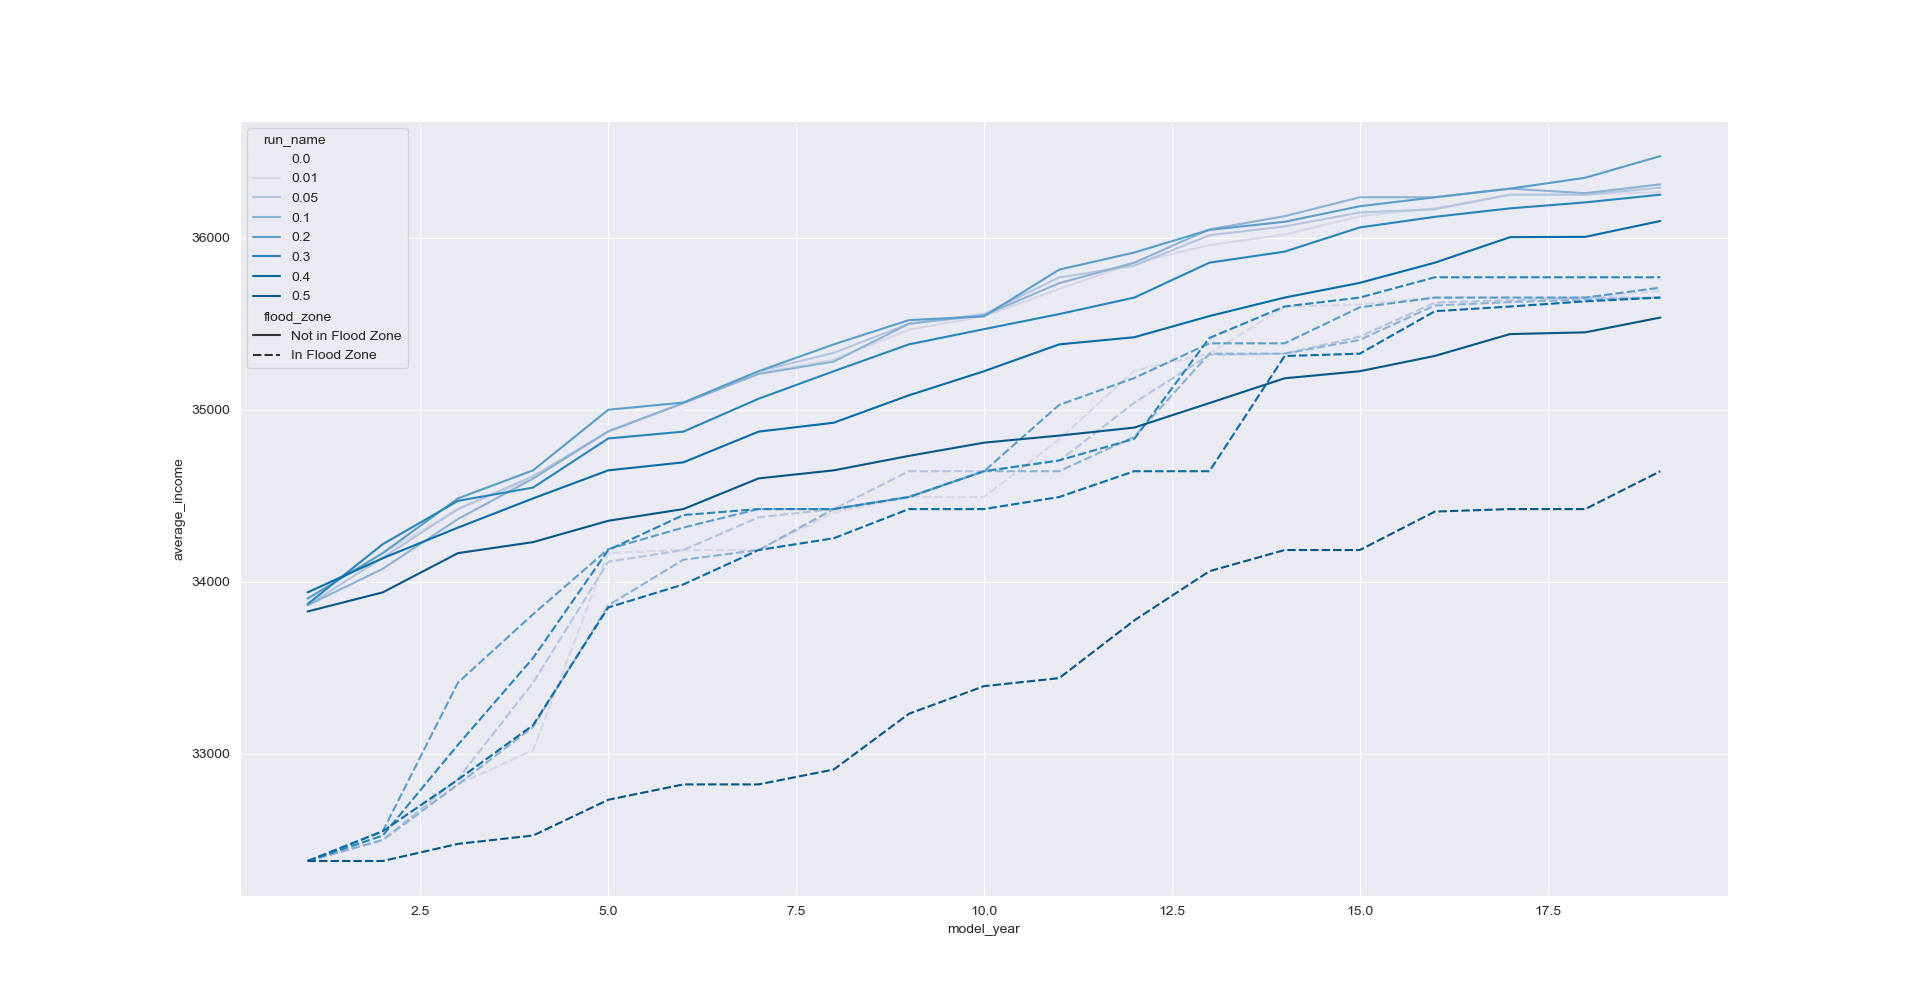 run_name
0.0
0.01
0.05
0.1
0.2
0.3
0.4
0.5
flood_zone
Not in Flood Zone
In Flood Zone
average_income
36000
35000
34000
33000
2.5 5.0 7.5 10.0 12.5 15.0 17.5
model_year